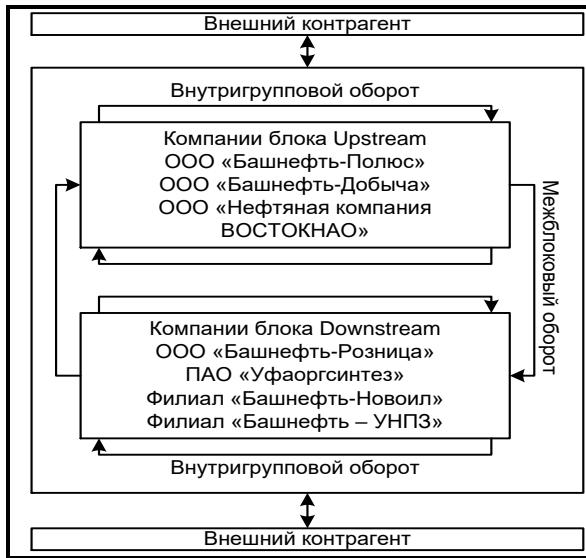 Внешний контрагент
Внутригрупповой оборот
Компании блока Upstream
ООО «Башнефть-Полюс»
ООО «Башнефть-Добыча»
ООО «Нефтяная компания
ВОСТОКНАО»
Межблоковый оборот
Компании блока Downstream
ООО «Башнефть-Розница»
ПАО «Уфаоргсинтез»
Филиал «Башнефть-Новоил»
Филиал «Башнефть – УНПЗ»
Внутригрупповой оборот
Внешний контрагент